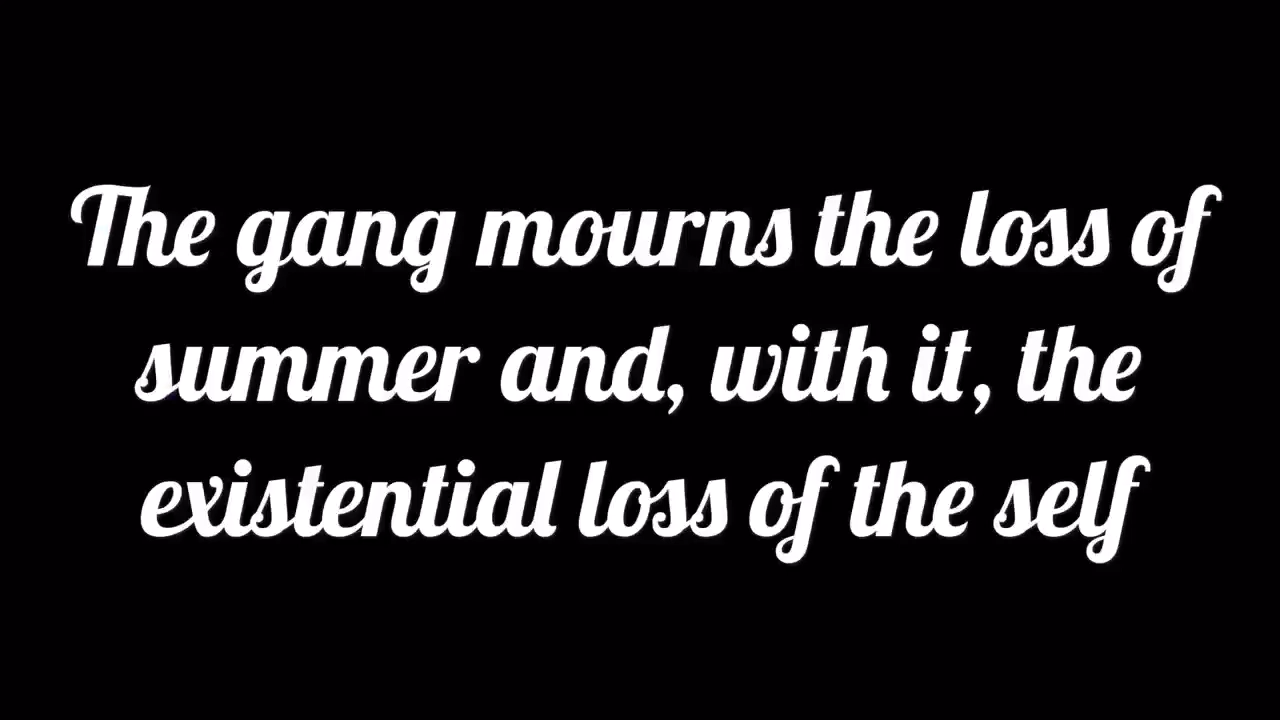 The gang mourns the loss of
summer and, with it, the
existential loss of the self